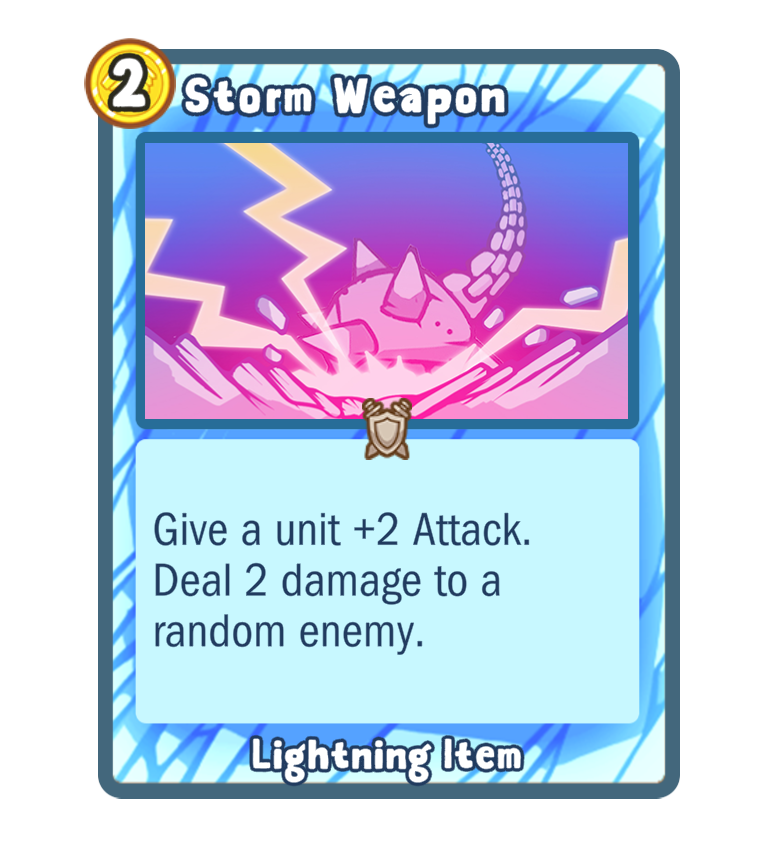 2
Storm Weapon
Give a unit +2 Attack.
Deal 2 damage to a
random enemy.
Lightning Item